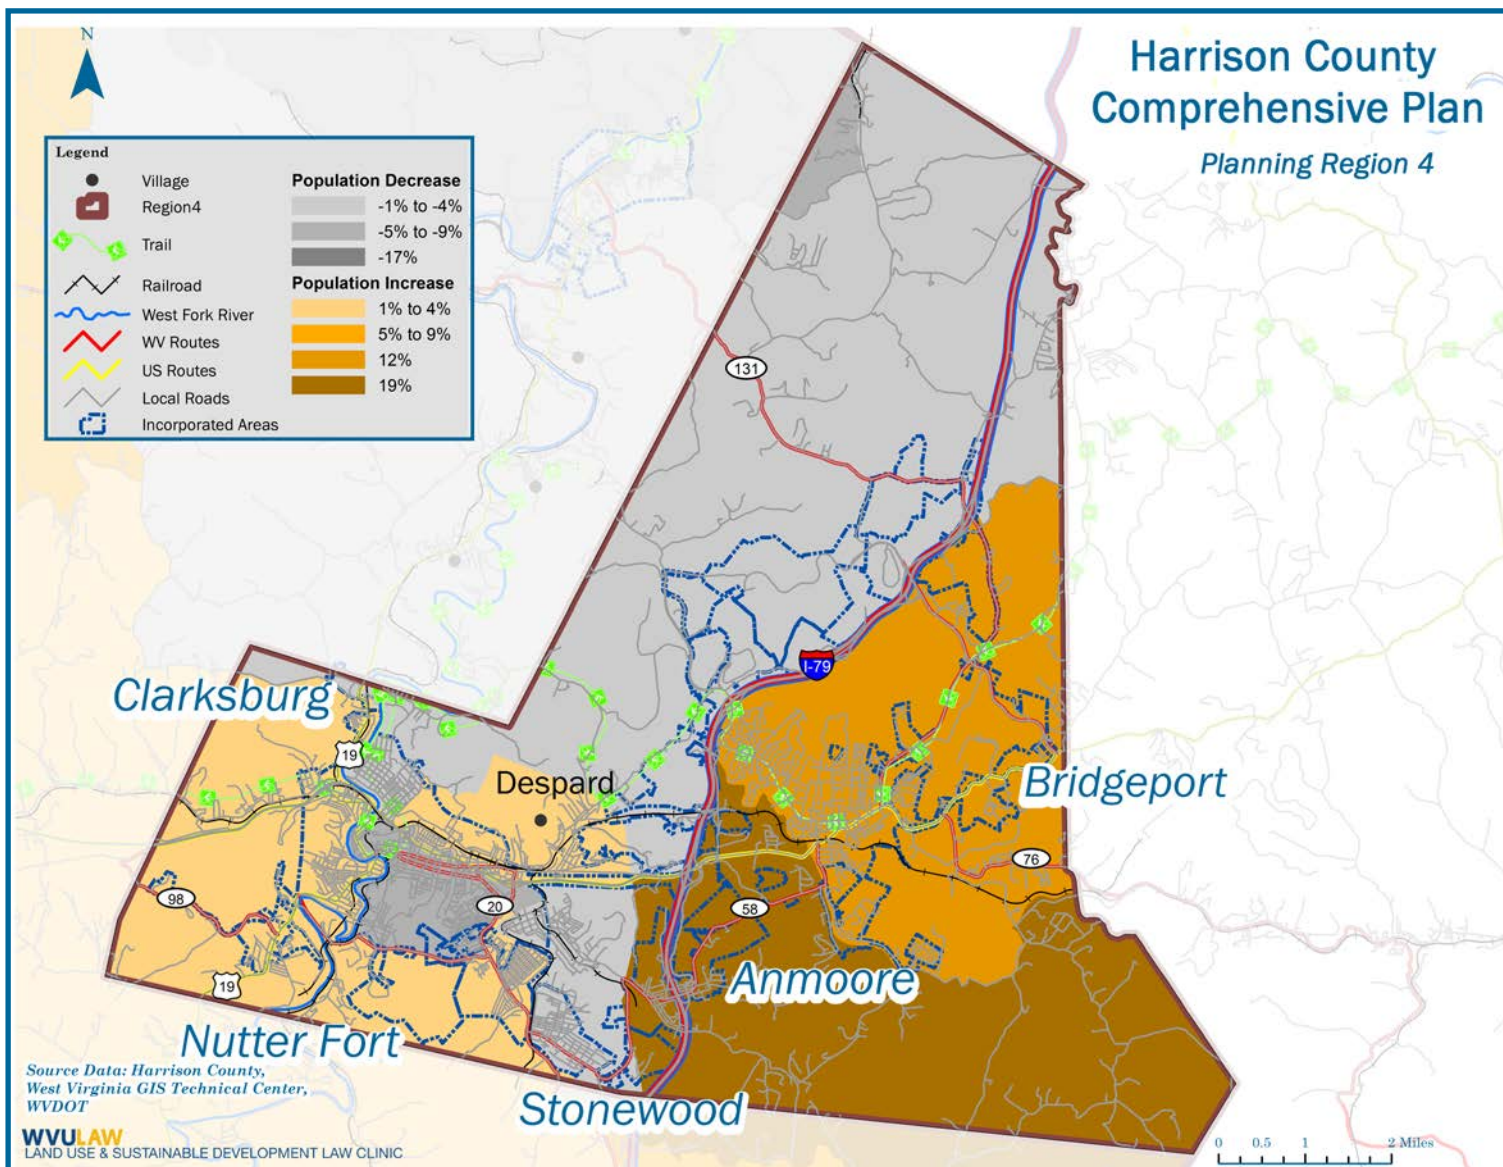 Harrison County
Comprehensive Plan
Planning Region 4
N
Legend
Village
Region4
Trail
Railroad
West Fork River
WV Routes
US Routes
Local Roads
Incorporated Areas
Population Decrease
-1% to -4%
-5% to -9%
-17%
Population Increase
1% to 4%
5% to 9%
12%
19%
131
I-79
Clarksburg
19
Despard
Bridgeport
76
98
20
58
19
Anmoore
Nutter Fort
Stonewood
Source Data: Harrison County,
West Virginia GIS Technical Center,
WVDOT
WVULAW
LAND USE & SUSTAINABLE DEVELOPMENT LAW CLINIC
0 0.5 1 2 Miles